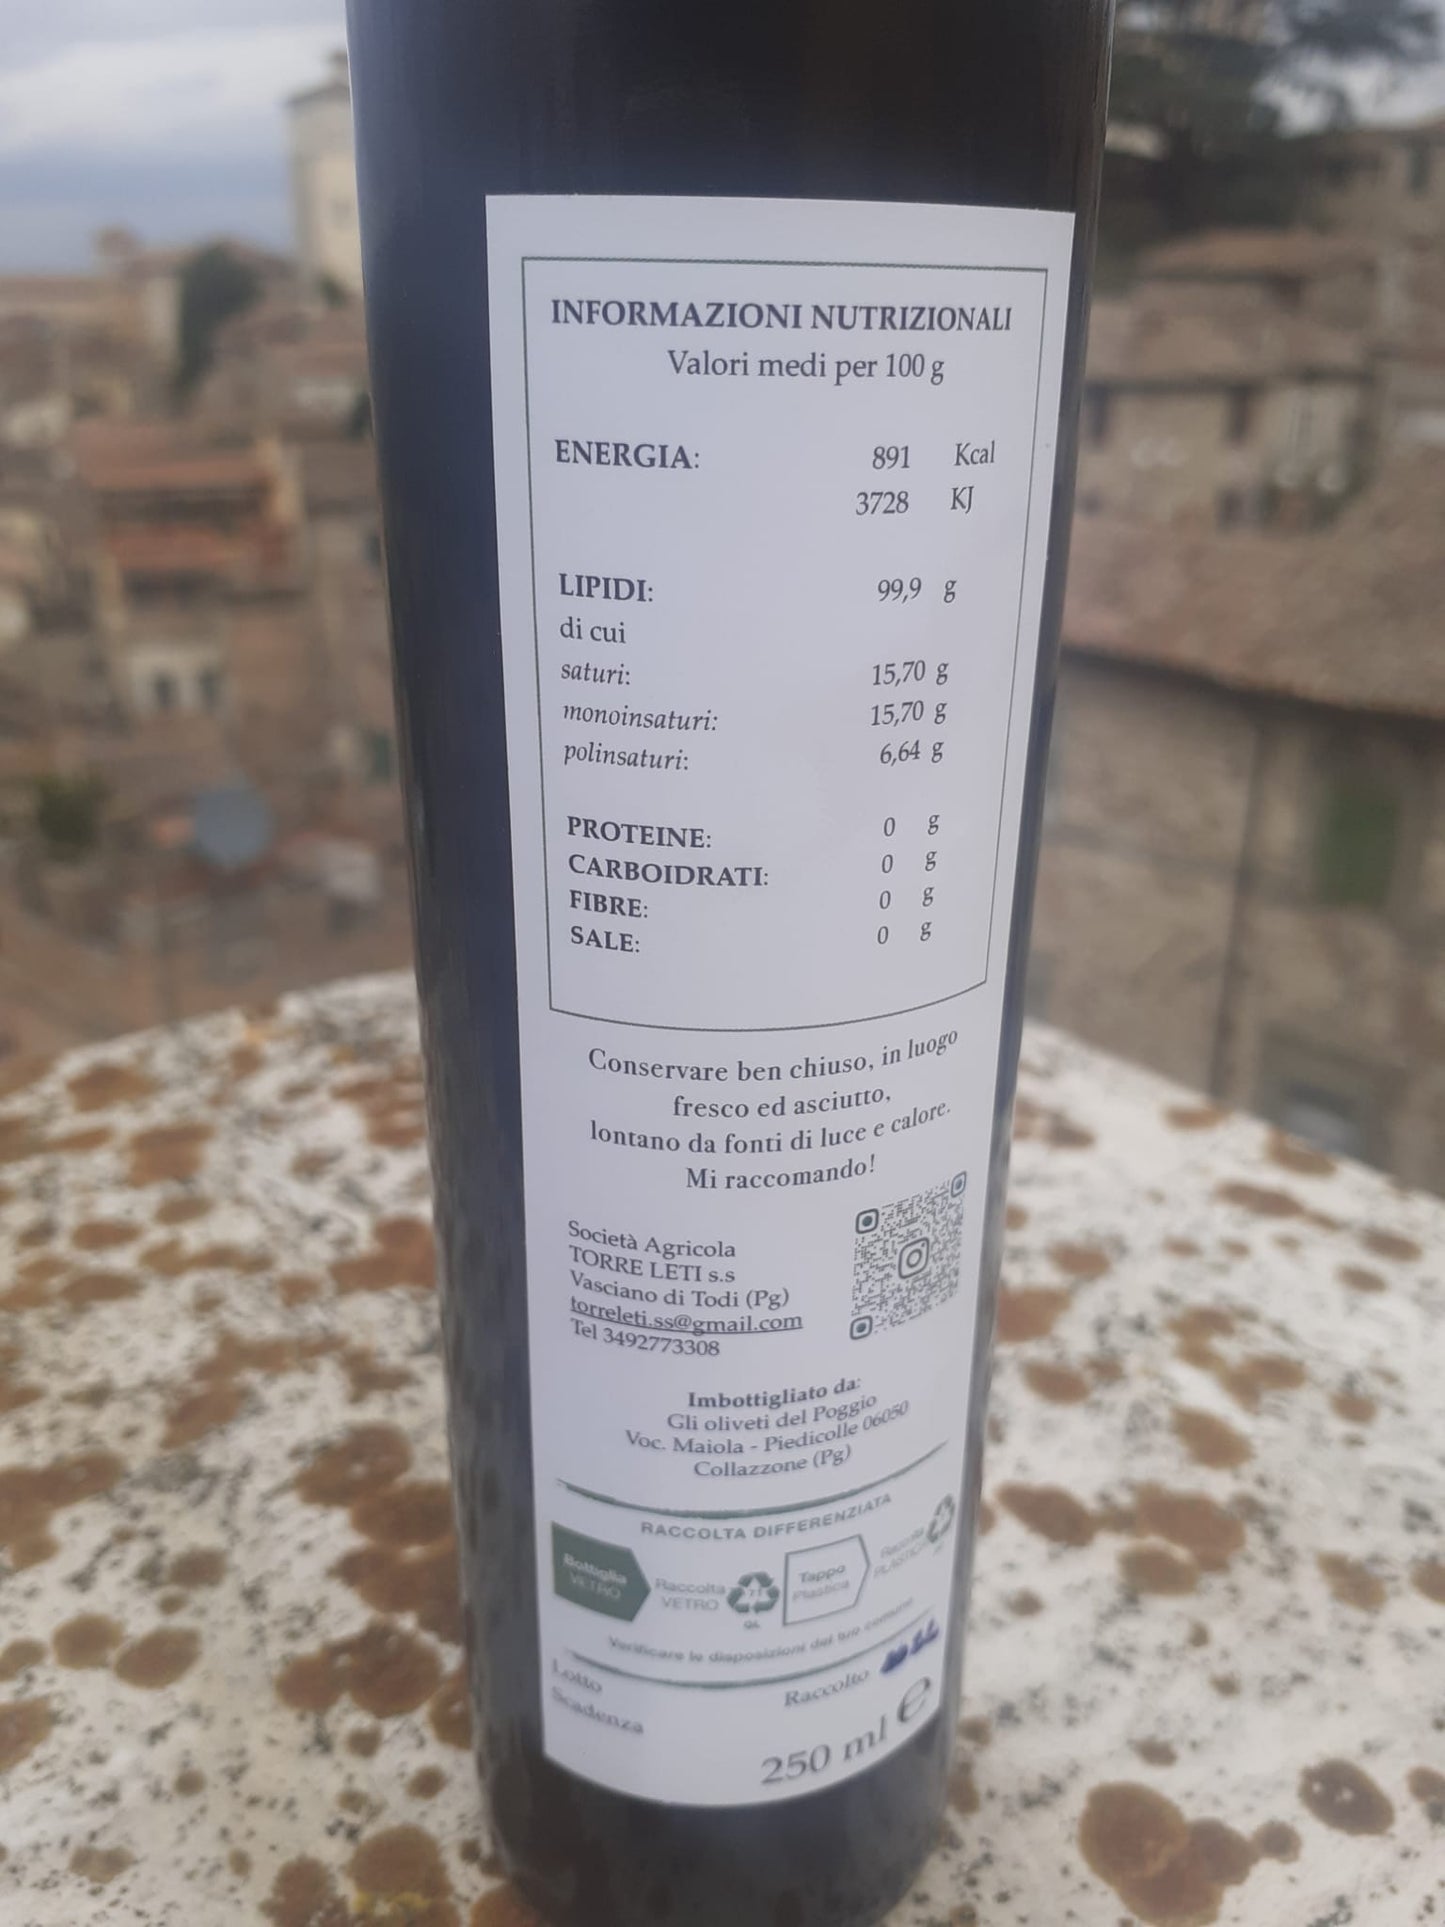 INFORMAZIONI NUTRIZIONALI
Valori medi per 100 g
ENERGIA: 891 Kcal
3728 KJ
LIPIDI: 99,9 g
di cui
saturi: 15,70 g
monoinsaturi: 15,70 g
polinsaturi: 6,64 g
PROTEINE: 0 g
CARBOIDRATI: 0 g
FIBRE: 0 g
SALE: 0 g
Conservare ben chiuso, in luogo
fresco ed asciutto,
lontano da fonti di luce e calore.
Mi raccomando!
Società Agricola
TORRE LETI s.s
Vasciano di Todi (Pg)
torreleti.ss@gmail.com
Tel 3492773308
Imbottigliato da:
Gli oliveti del Poggio
Voc. Maiola - Piedicolle 06050
Collazzone (Pg)
RACCOLTA DIFFERENZIATA
Bottiglia
VETRO
Raccolta
VETRO
Tappo
Plastica
Raccolta
PLASTICA
Verificare le disposizioni del tuo comune
Lotto
Raccolto
Scadenza
250 ml e